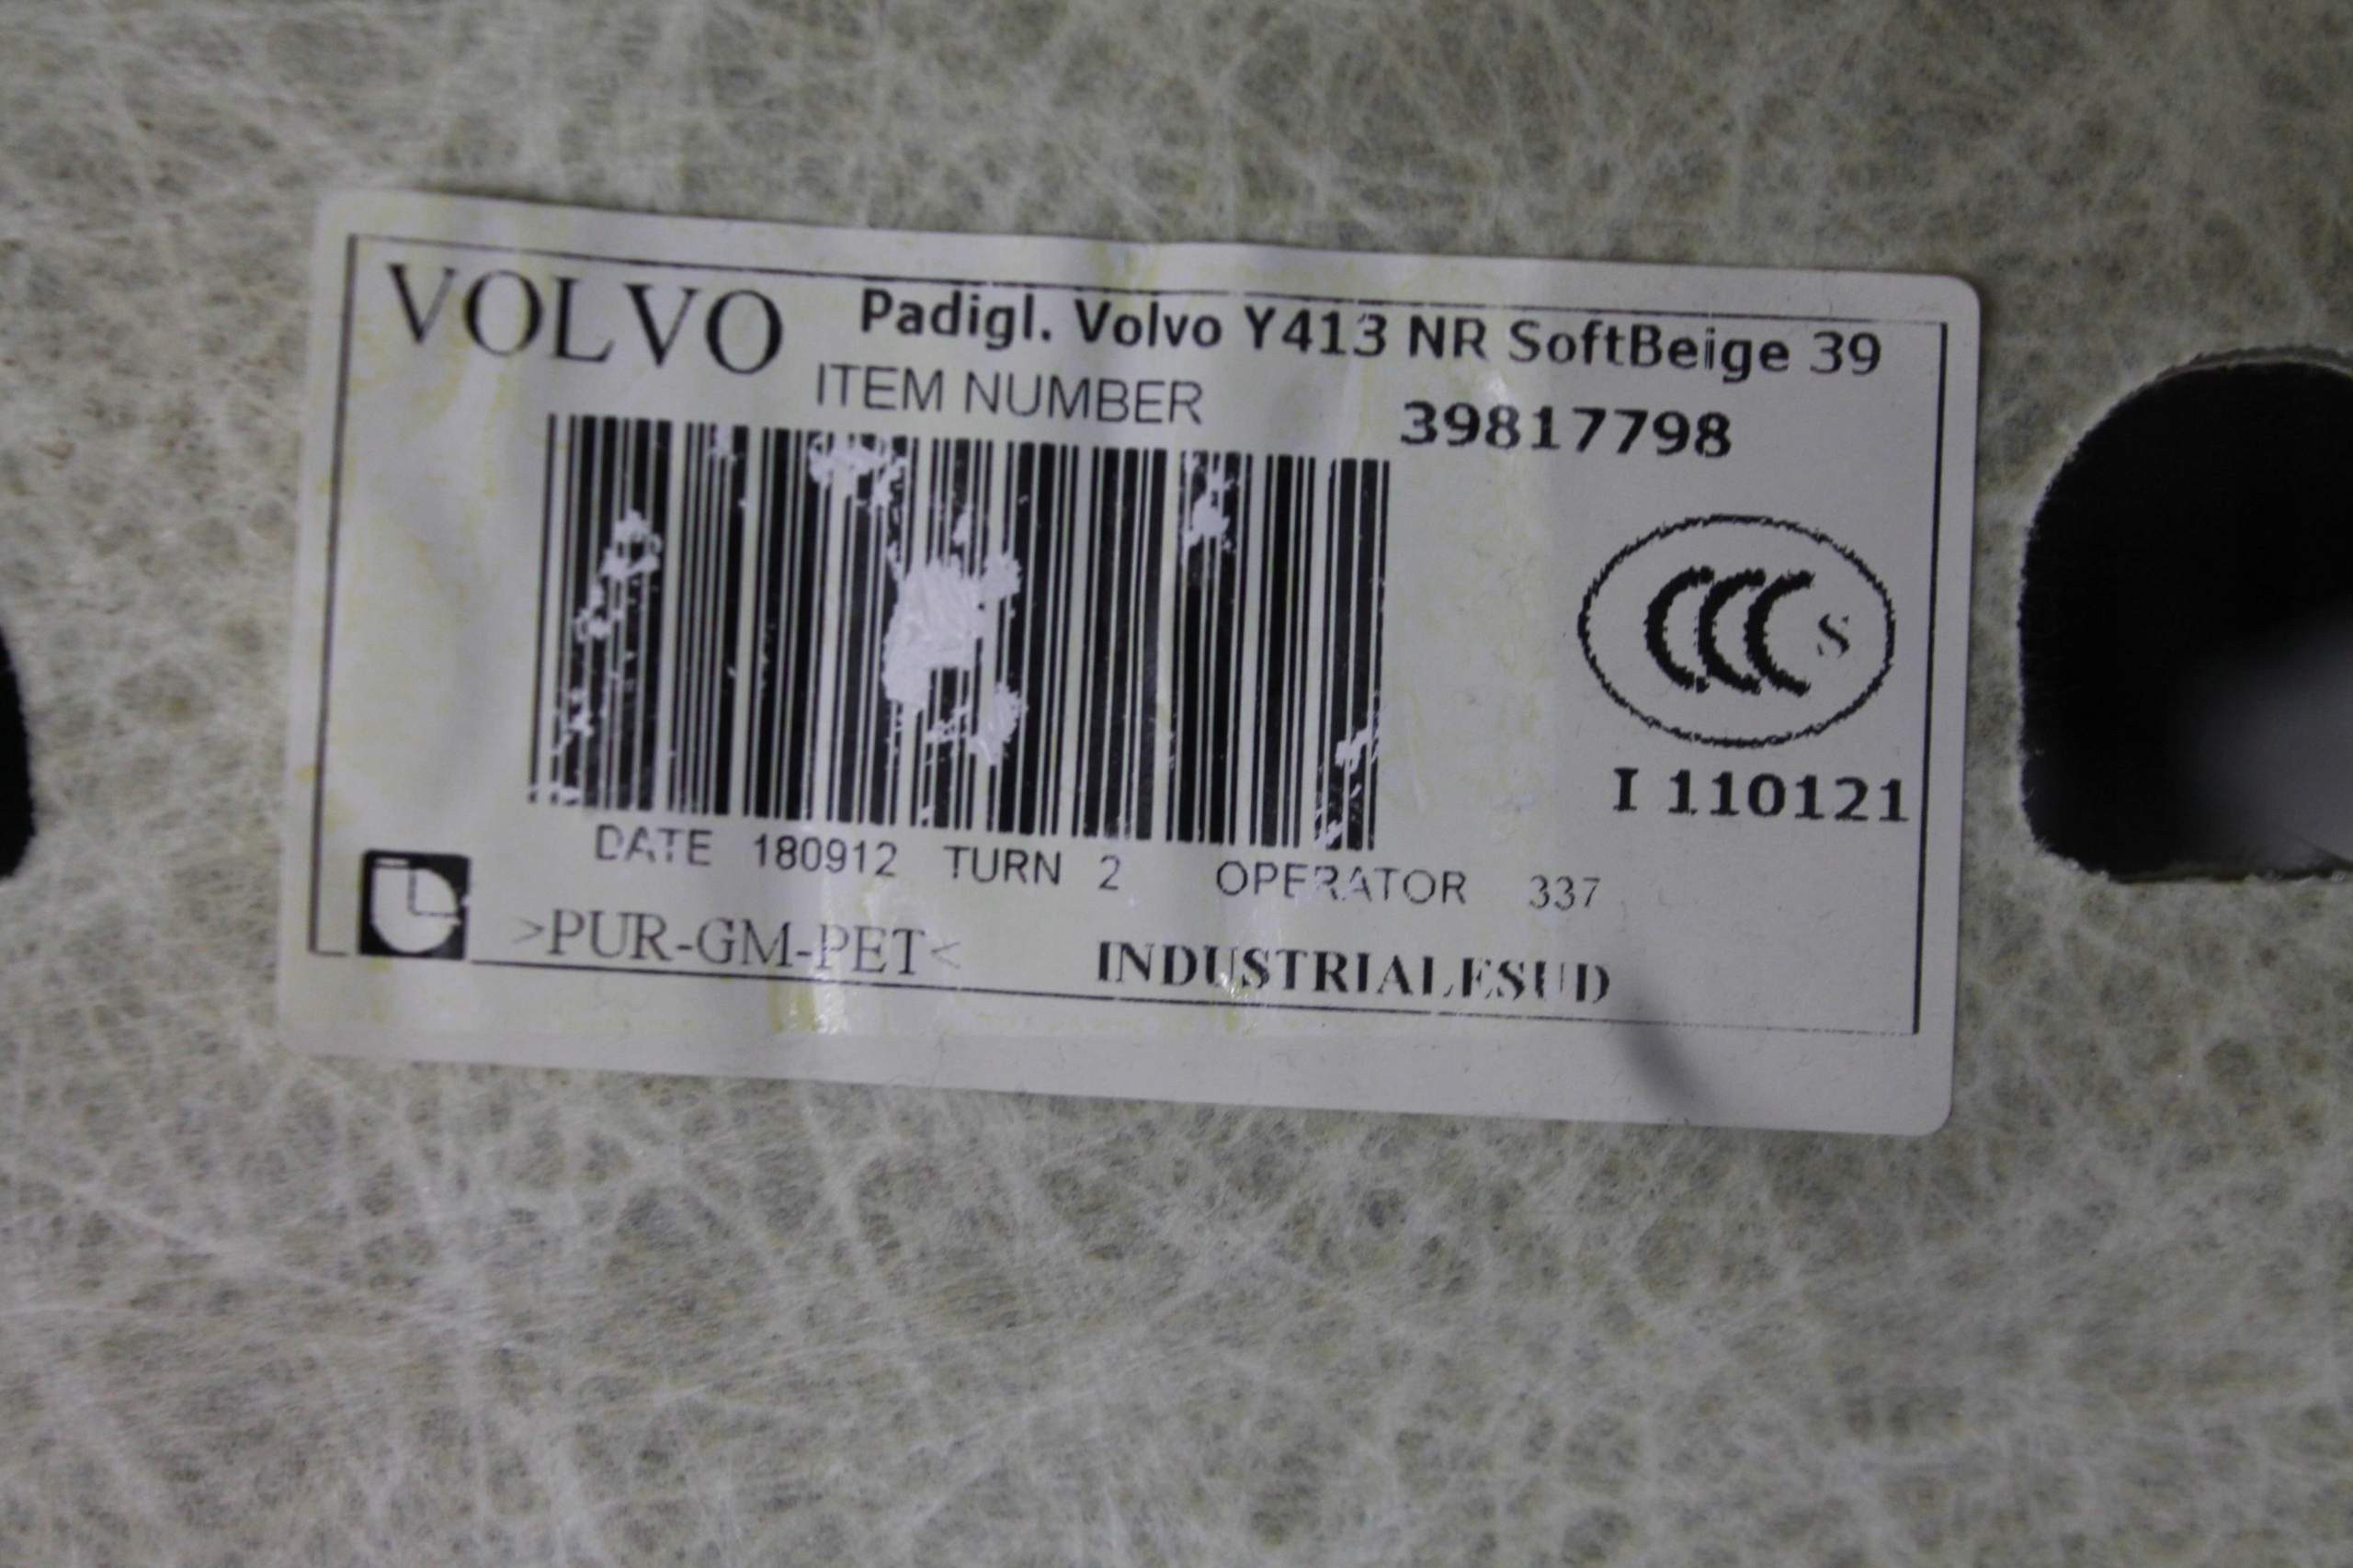 VOLVO Padigl. Volvo Y413 NR SoftBeige 39
ITEM NUMBER 39817798
CCC S
I 110121
DATE 180912 TURN 2 OPERATOR 337
>PUR-GM-PET< INDUSTRIALESUD